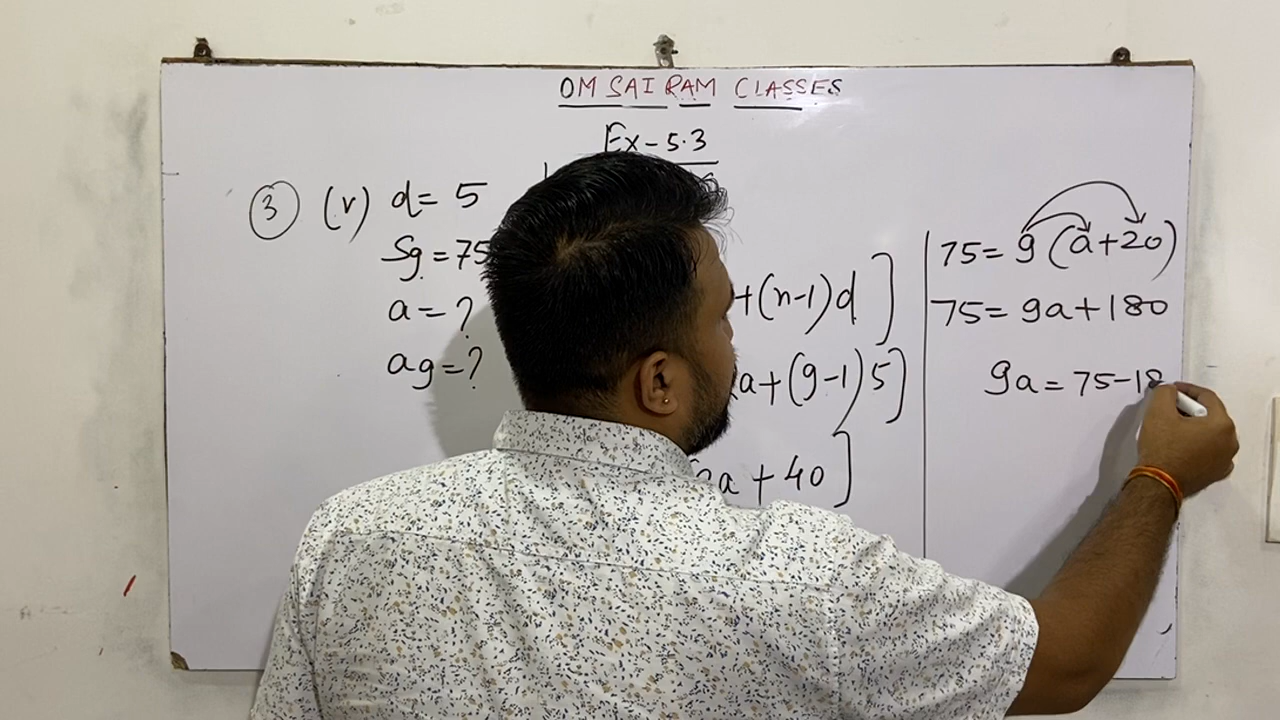 OM SAI RAM CLASSES
Ex-5.3
3 (v) d= 5
S9=75
a=?
a9=?
+(n-1)d]
a+(9-1)5]
2a+40]
75=9(a+20)
75=9a+180
9a=75-18